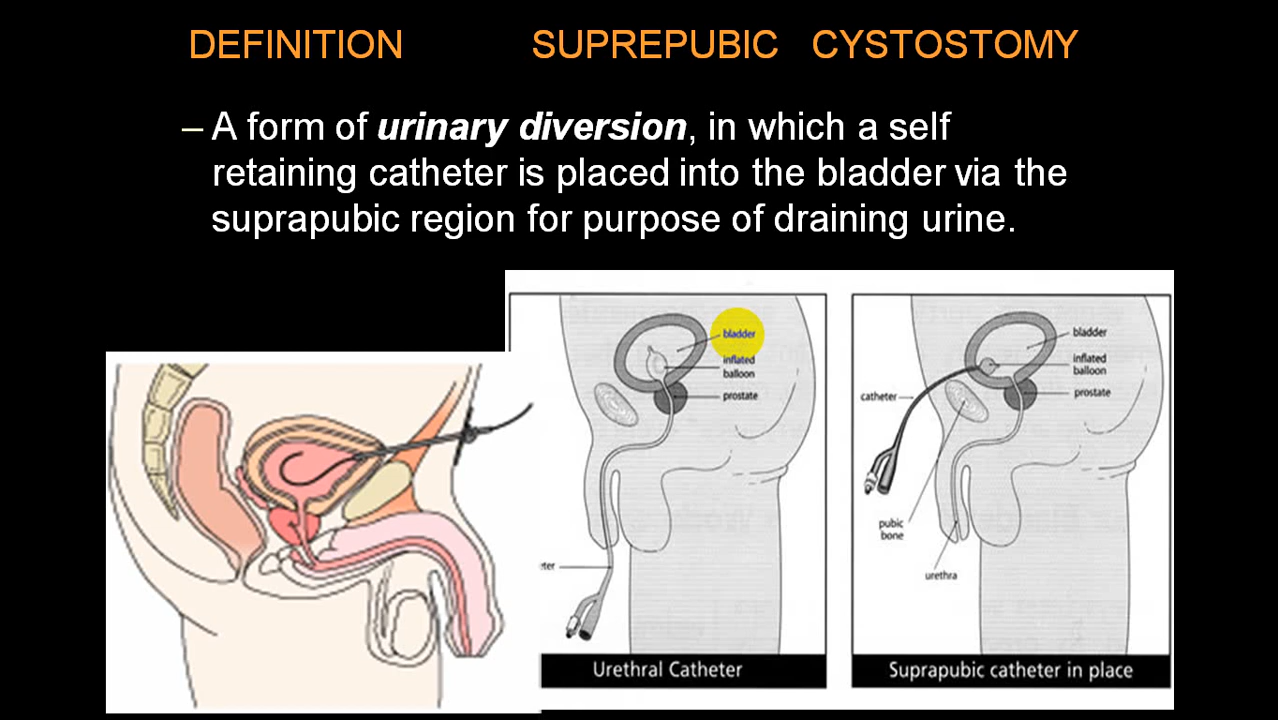 DEFINITION SUPREPUBIC CYSTOSTOMY
– A form of urinary diversion, in which a self
retaining catheter is placed into the bladder via the
suprapubic region for purpose of draining urine.
bladder
inflated
balloon
prostate
eter
Urethral Catheter
bladder
inflated
balloon
prostate
catheter
pubic
bone
urethra
Suprapubic catheter in place